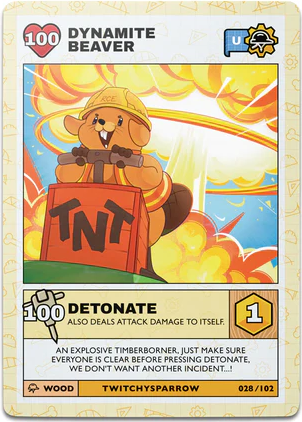 100
DYNAMITE
BEAVER
U
RCE
TNT
100
DETONATE
ALSO DEALS ATTACK DAMAGE TO ITSELF.
1
AN EXPLOSIVE TIMBERBORNER, JUST MAKE SURE
EVERYONE IS CLEAR BEFORE PRESSING DETONATE,
WE DON'T WANT ANOTHER INCIDENT...!
WOOD
TWITCHYSPARROW
028/102